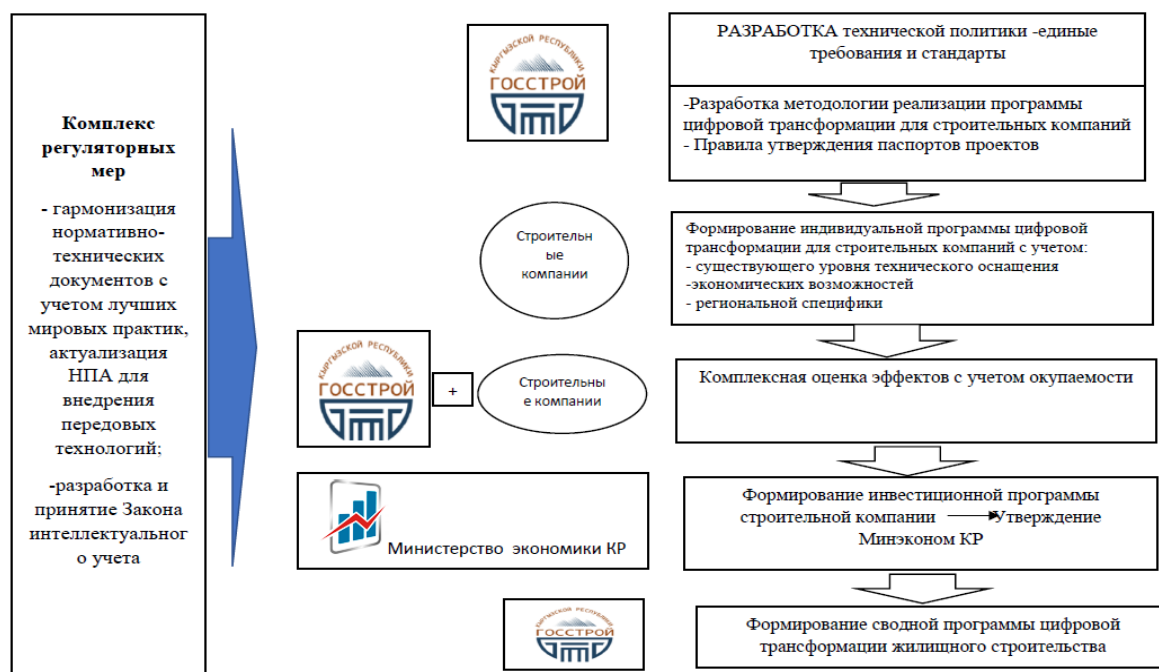 Комплекс
регуляторных
мер
- гармонизация
нормативно-
технических
документов с
учетом лучших
мировых практик,
актуализация
НПА для
внедрения
передовых
технологий;
-разработка и
принятие Закона
интеллектуальног
о учета
КЫРГЫЗСКОЙ РЕСПУБЛИКИ
ГОССТРОЙ
РАЗРАБОТКА технической политики -единые
требования и стандарты
-Разработка методологии реализации программы
цифровой трансформации для строительных компаний
- Правила утверждения паспортов проектов
Строительн
ые
компании
Формирование индивидуальной программы цифровой
трансформации для строительных компаний с учетом:
- существующего уровня технического оснащения
-экономических возможностей
- региональной специфики
КЫРГЫЗСКОЙ РЕСПУБЛИКИ
ГОССТРОЙ
+
Строительны
е компании
Комплексная оценка эффектов с учетом окупаемости
Министерство экономики КР
Формирование инвестиционной программы
строительной компании Утверждение
Минэконом КР
КЫРГЫЗСКОЙ РЕСПУБЛИКИ
ГОССТРОЙ
Формирование сводной программы цифровой
трансформации жилищного строительства